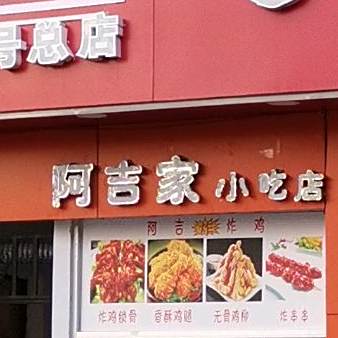 号总店
阿吉家小吃店
阿吉炸鸡
炸鸡锁骨 香酥鸡腿 无骨鸡柳 炸串串